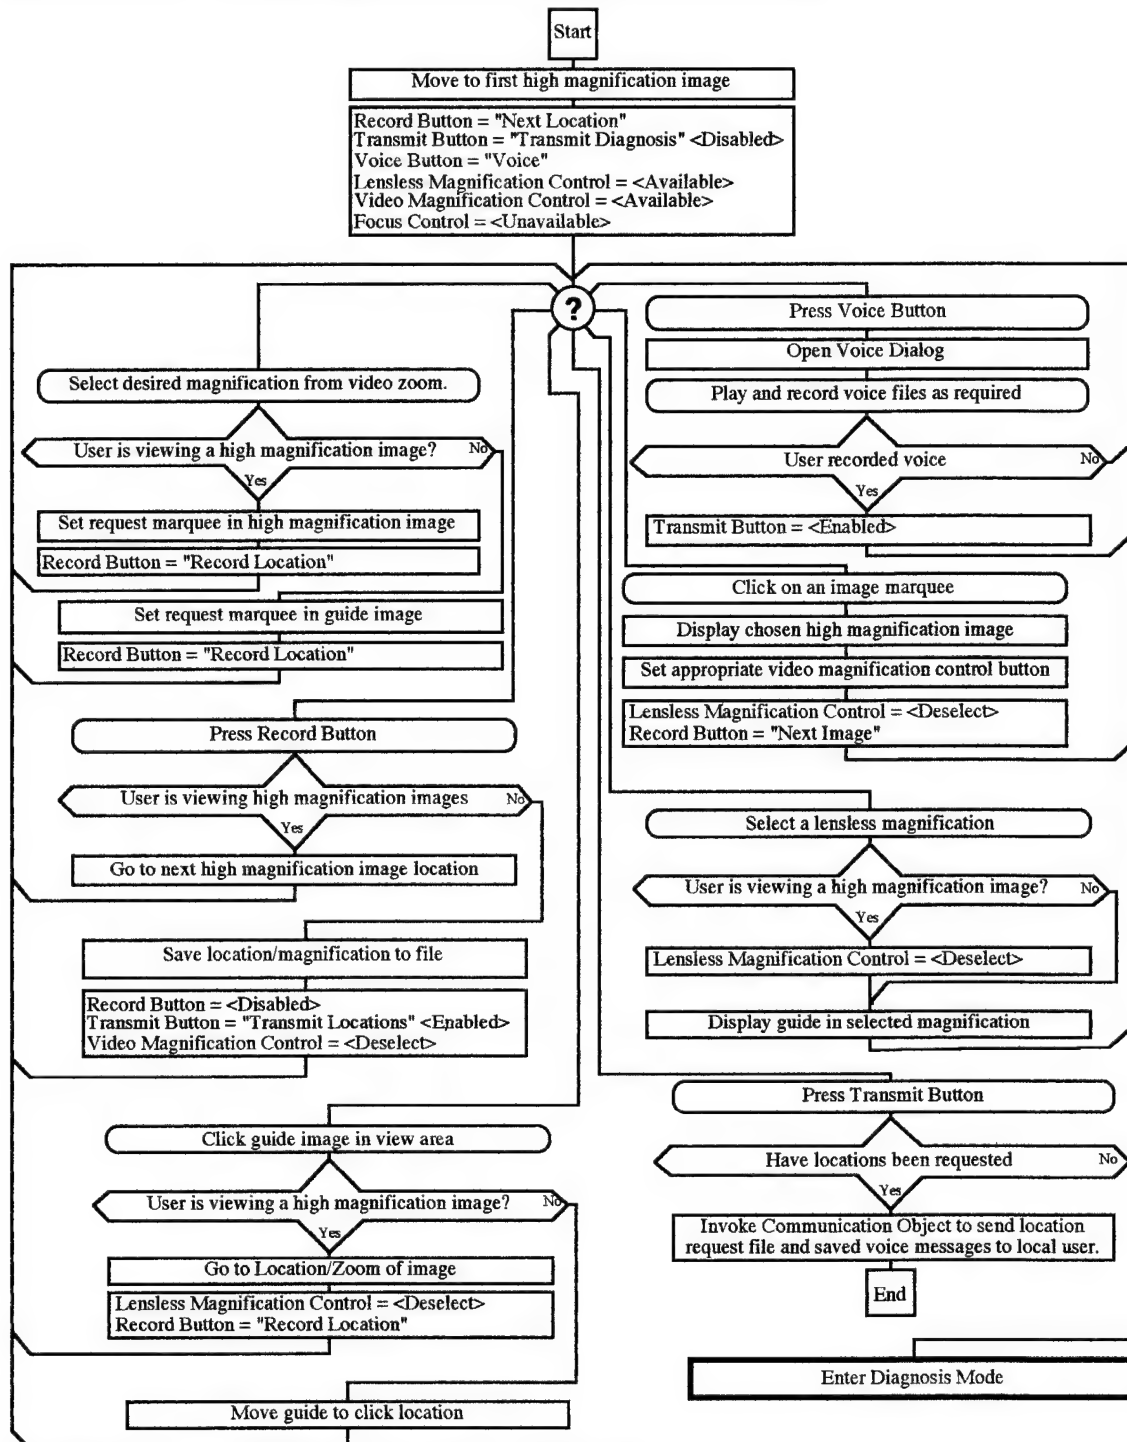 Start
Move to first high magnification image
Record Button = "Next Location"
Transmit Button = "Transmit Diagnosis" <Disabled>
Voice Button = "Voice"
Lensless Magnification Control = <Available>
Video Magnification Control = <Available>
Focus Control = <Unavailable>
?
Select desired magnification from video zoom.
User is viewing a high magnification image?
No
Yes
Set request marquee in high magnification image
Record Button = "Record Location"
Set request marquee in guide image
Record Button = "Record Location"
Press Record Button
User is viewing high magnification images
No
Yes
Go to next high magnification image location
Save location/magnification to file
Record Button = <Disabled>
Transmit Button = "Transmit Locations" <Enabled>
Video Magnification Control = <Deselect>
Click guide image in view area
User is viewing a high magnification image?
No
Yes
Go to Location/Zoom of image
Lensless Magnification Control = <Deselect>
Record Button = "Record Location"
Move guide to click location
Press Voice Button
Open Voice Dialog
Play and record voice files as required
User recorded voice
No
Yes
Transmit Button = <Enabled>
Click on an image marquee
Display chosen high magnification image
Set appropriate video magnification control button
Lensless Magnification Control = <Deselect>
Record Button = "Next Image"
Select a lensless magnification
User is viewing a high magnification image?
No
Yes
Lensless Magnification Control = <Deselect>
Display guide in selected magnification
Press Transmit Button
Have locations been requested
No
Yes
Invoke Communication Object to send location
request file and saved voice messages to local user.
End
Enter Diagnosis Mode